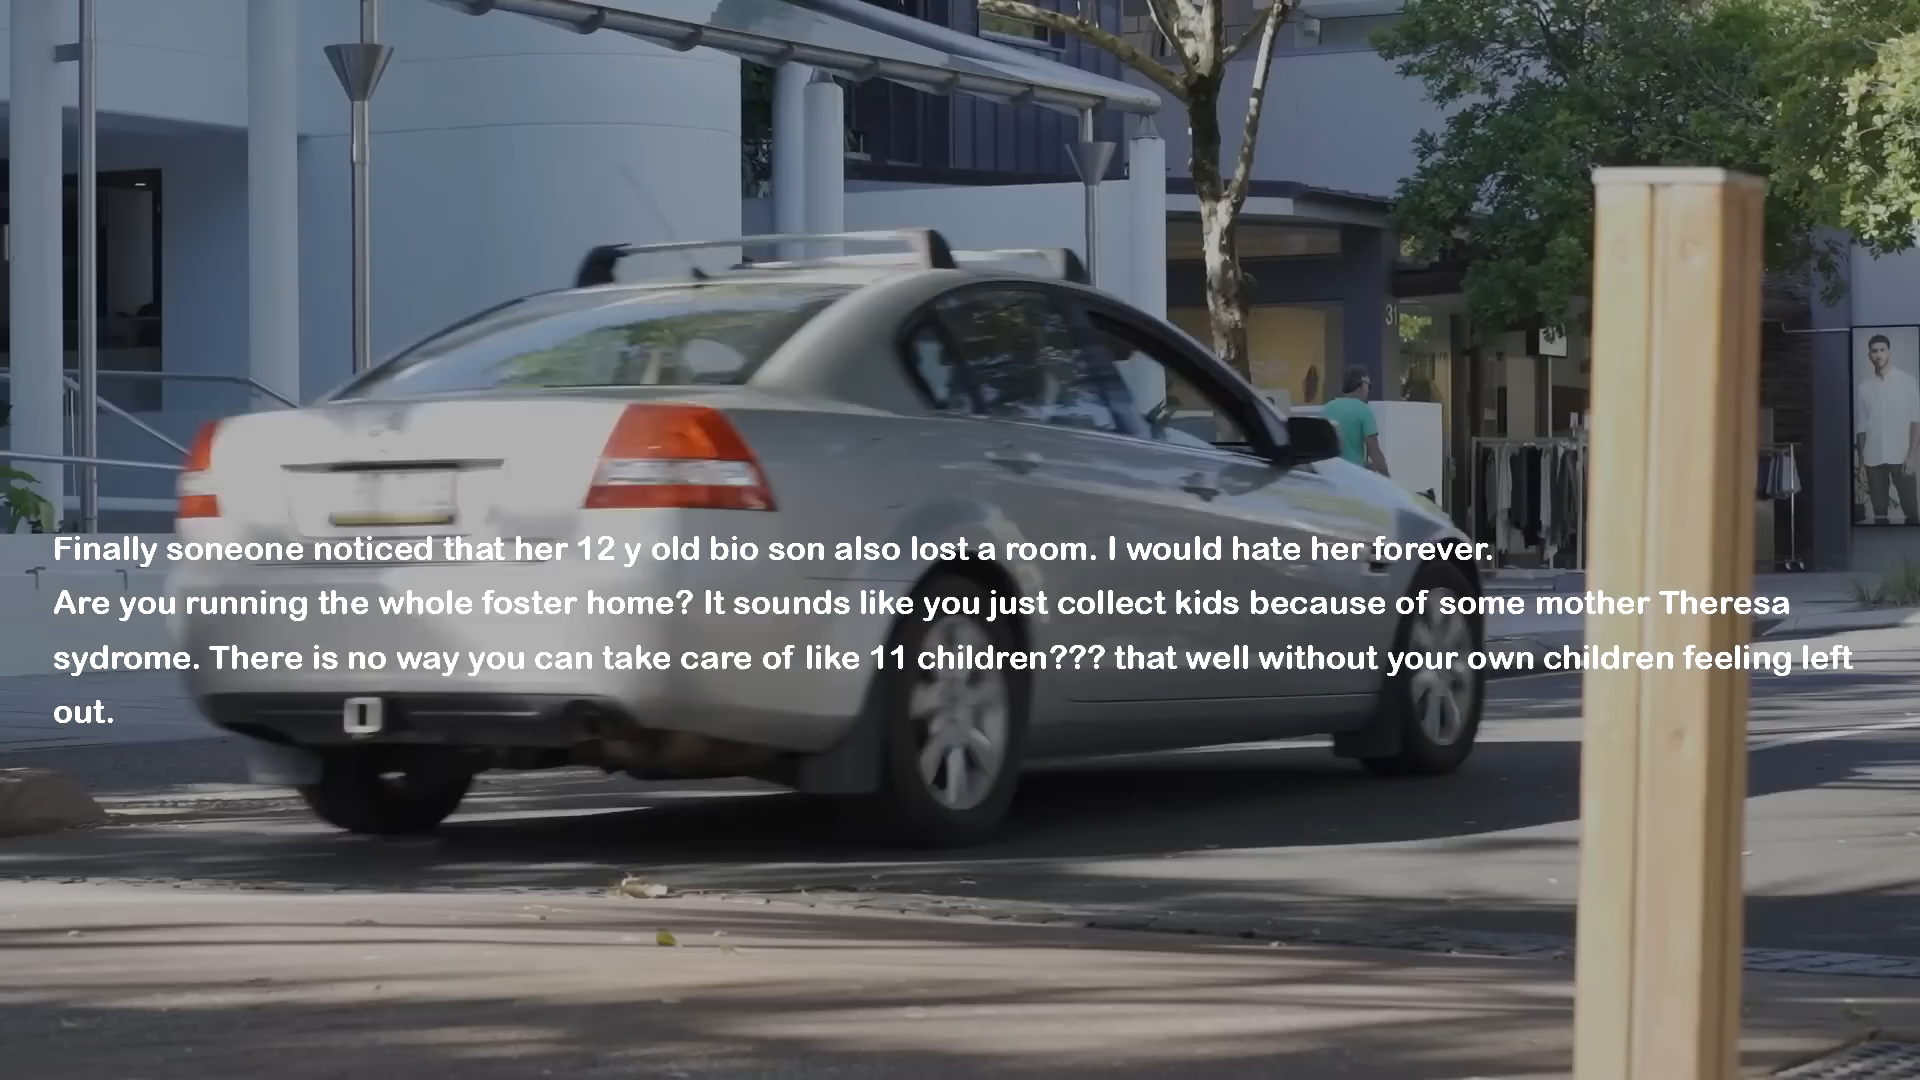 31
Finally soneone noticed that her 12 y old bio son also lost a room. I would hate her forever.
Are you running the whole foster home? It sounds like you just collect kids because of some mother Theresa
sydrome. There is no way you can take care of like 11 children??? that well without your own children feeling left
out.